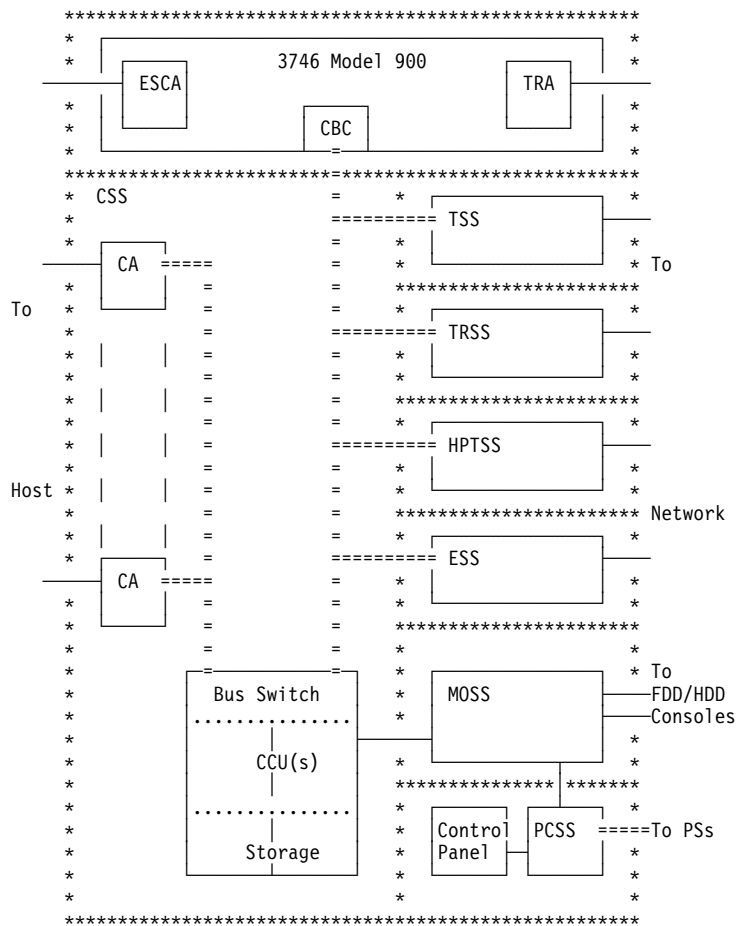 3746 Model 900
ESCA
TRA
CBC
CSS
TSS
CA
To
To
TRSS
HPTSS
Host
Network
ESS
CA
To
Bus Switch
MOSS
FDD/HDD
Consoles
CCU(s)
Control
PCSS
To PSs
Panel
Storage